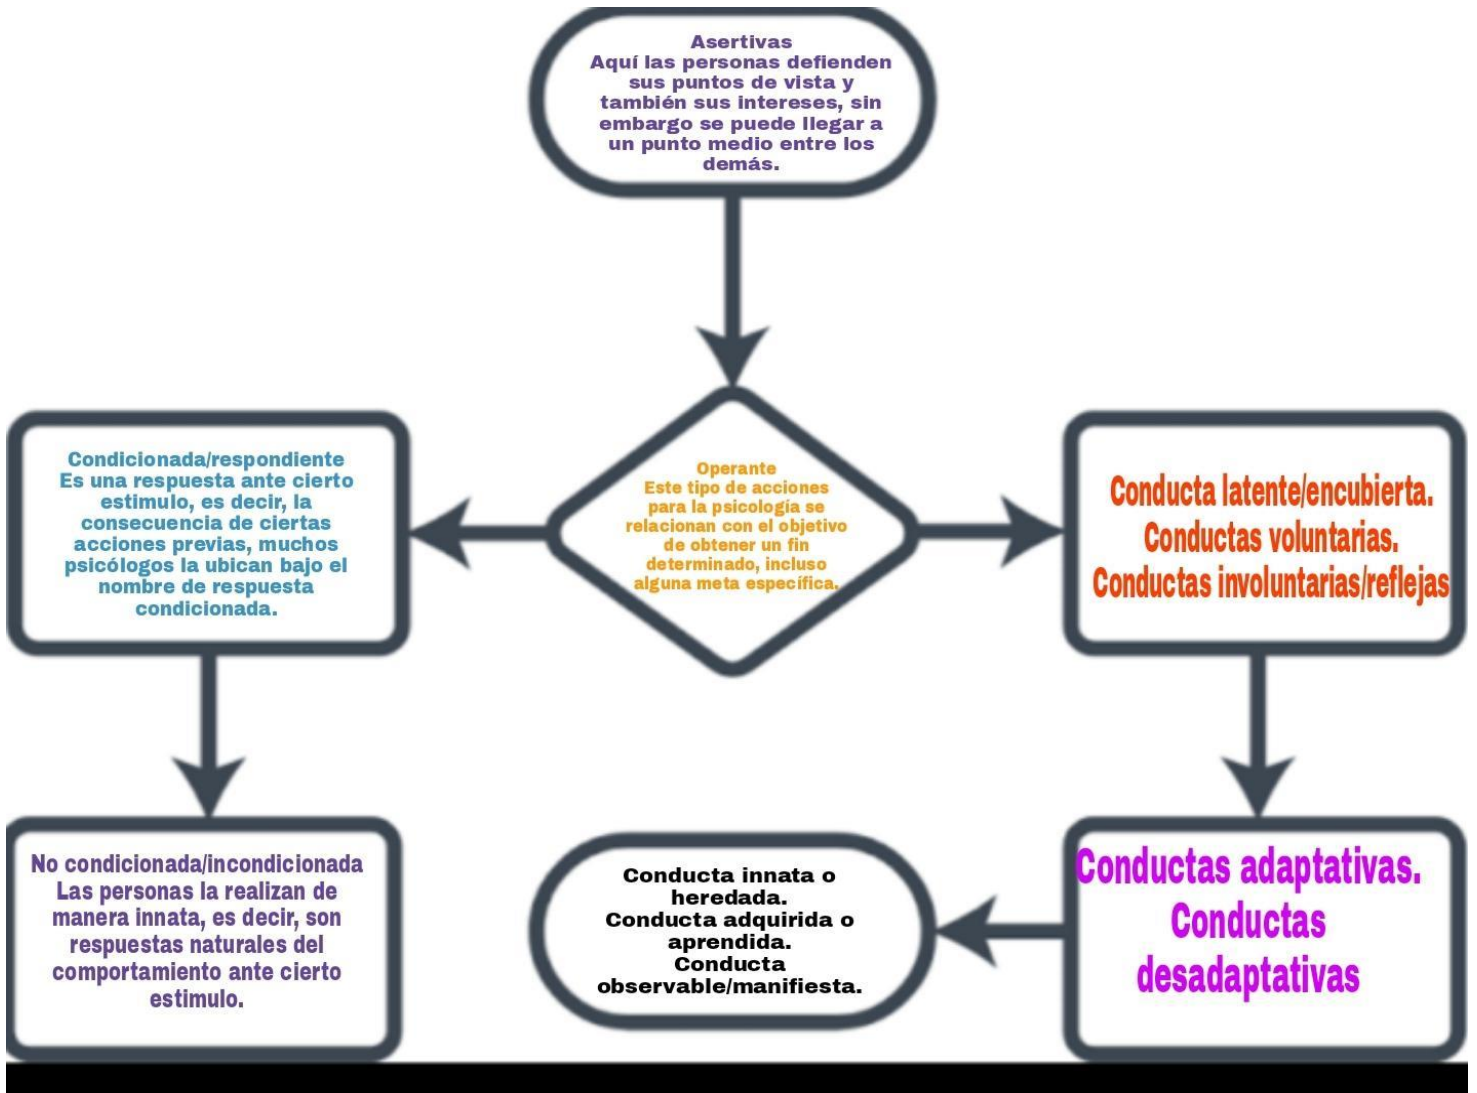 Asertivas
Aquí las personas defienden
sus puntos de vista y
también sus intereses, sin
embargo se puede llegar a
un punto medio entre los
demás.
Condicionada/respondiente
Es una respuesta ante cierto
estimulo, es decir, la
consecuencia de ciertas
acciones previas, muchos
psicólogos la ubican bajo el
nombre de respuesta
condicionada.
Operante
Este tipo de acciones
para la psicología se
relacionan con el objetivo
de obtener un fin
determinado, incluso
alguna meta específica.
Conducta latente/encubierta.
Conductas voluntarias.
Conductas involuntarias/reflejas
No condicionada/incondicionada
Las personas la realizan de
manera innata, es decir, son
respuestas naturales del
comportamiento ante cierto
estimulo.
Conducta innata o
heredada.
Conducta adquirida o
aprendida.
Conducta
observable/manifiesta.
Conductas adaptativas.
Conductas
desadaptativas